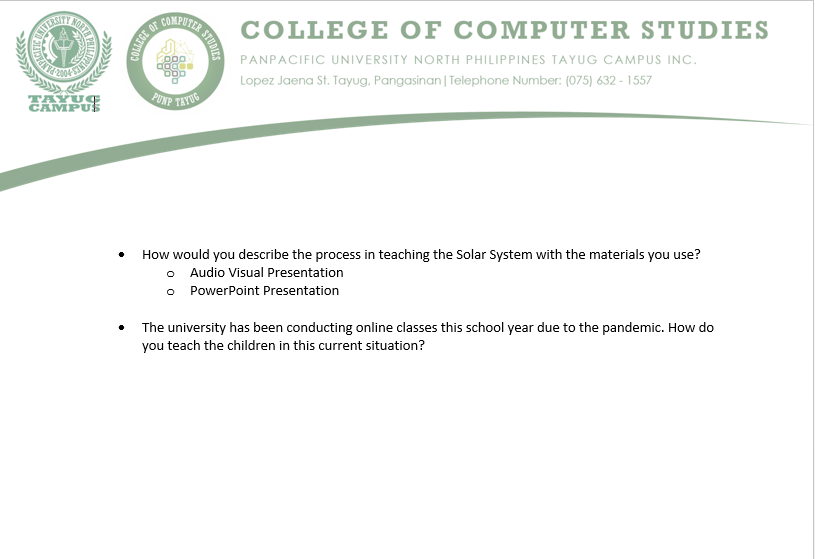 PANPACIFIC UNIVERSITY NORTH PHILIPPINES
-2004-
TAYUG
CAMPUS
COLLEGE OF COMPUTER STUDIES
PUNP TAYUG
COLLEGE OF COMPUTER STUDIES
PANPACIFIC UNIVERSITY NORTH PHILIPPINES TAYUG CAMPUS INC.
Lopez Jaena St. Tayug, Pangasinan| Telephone Number: (075) 632 - 1557
• How would you describe the process in teaching the Solar System with the materials you use?
o Audio Visual Presentation
o PowerPoint Presentation
• The university has been conducting online classes this school year due to the pandemic. How do
you teach the children in this current situation?